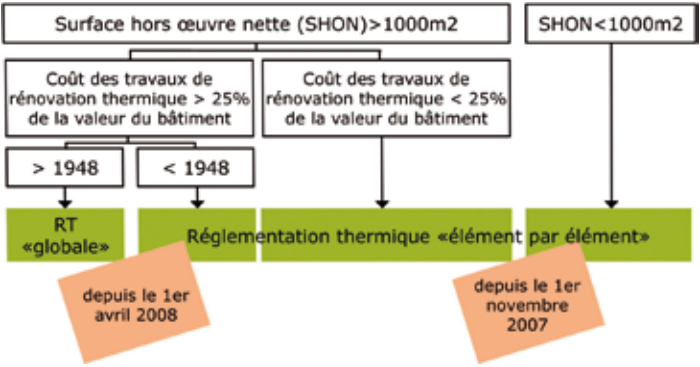 Surface hors œuvre nette (SHON)>1000m2
SHON<1000m2
Coût des travaux de
rénovation thermique > 25%
de la valeur du bâtiment
Coût des travaux de
rénovation thermique < 25%
de la valeur du bâtiment
> 1948
< 1948
RT
«globale»
Réglementation thermique «élément par élément»
depuis le 1er
avril 2008
depuis le 1er
novembre
2007